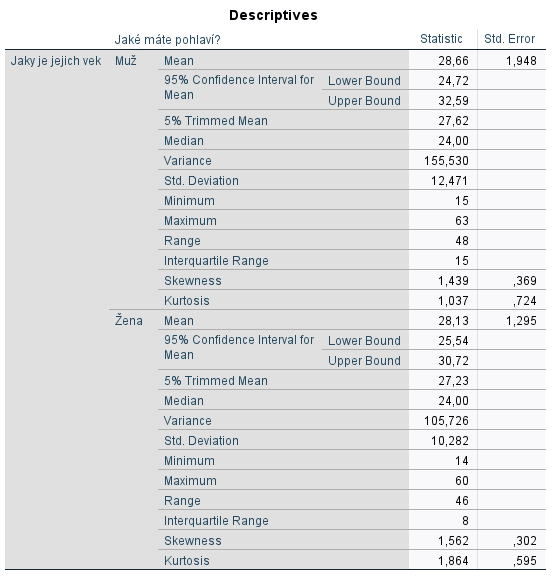 Descriptives
Jaké máte pohlaví? Statistic Std. Error
Jaky je jejich vek Muž Mean 28,66 1,948
95% Confidence Interval for Mean Lower Bound 24,72
Upper Bound 32,59
5% Trimmed Mean 27,62
Median 24,00
Variance 155,530
Std. Deviation 12,471
Minimum 15
Maximum 63
Range 48
Interquartile Range 15
Skewness 1,439 ,369
Kurtosis 1,037 ,724
Žena Mean 28,13 1,295
95% Confidence Interval for Mean Lower Bound 25,54
Upper Bound 30,72
5% Trimmed Mean 27,23
Median 24,00
Variance 105,726
Std. Deviation 10,282
Minimum 14
Maximum 60
Range 46
Interquartile Range 8
Skewness 1,562 ,302
Kurtosis 1,864 ,595